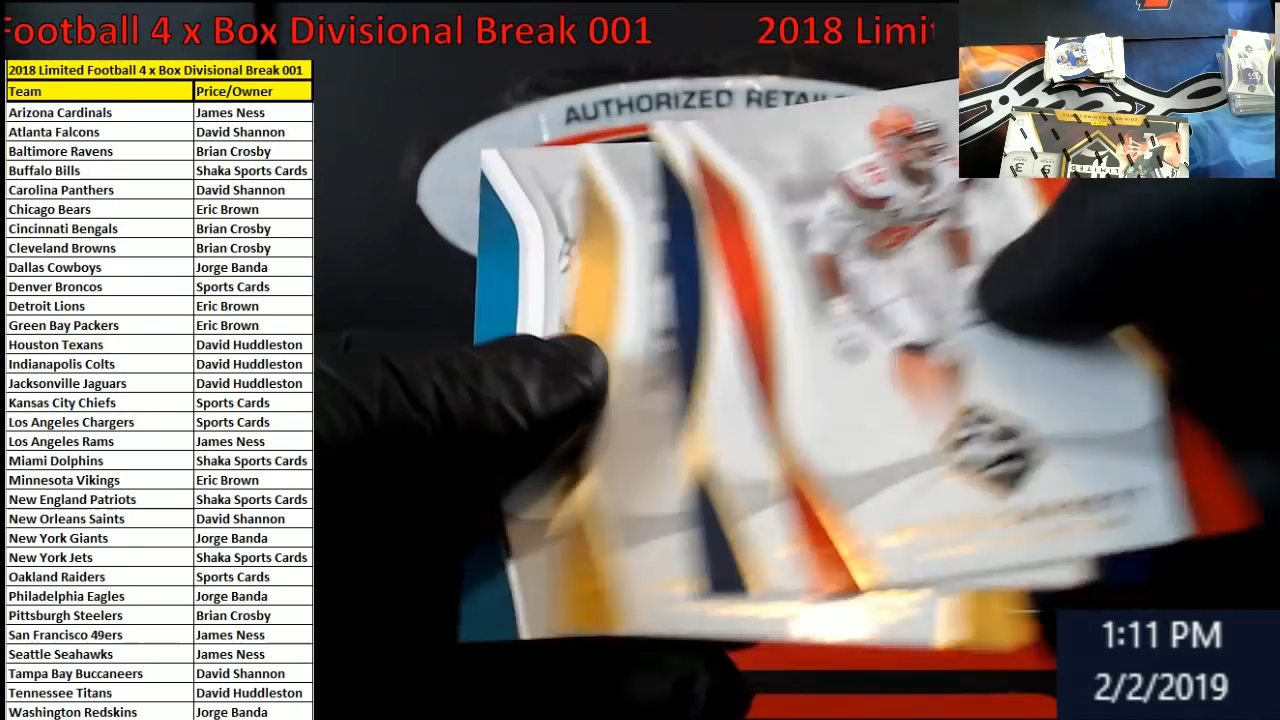 Football 4 x Box Divisional Break 001 2018 Limit
2018 Limited Football 4 x Box Divisional Break 001
Team Price/Owner
Arizona Cardinals James Ness
Atlanta Falcons David Shannon
Baltimore Ravens Brian Crosby
Buffalo Bills Shaka Sports Cards
Carolina Panthers David Shannon
Chicago Bears Eric Brown
Cincinnati Bengals Brian Crosby
Cleveland Browns Brian Crosby
Dallas Cowboys Jorge Banda
Denver Broncos Sports Cards
Detroit Lions Eric Brown
Green Bay Packers Eric Brown
Houston Texans David Huddleston
Indianapolis Colts David Huddleston
Jacksonville Jaguars David Huddleston
Kansas City Chiefs Sports Cards
Los Angeles Chargers Sports Cards
Los Angeles Rams James Ness
Miami Dolphins Shaka Sports Cards
Minnesota Vikings Eric Brown
New England Patriots Shaka Sports Cards
New Orleans Saints David Shannon
New York Giants Jorge Banda
New York Jets Shaka Sports Cards
Oakland Raiders Sports Cards
Philadelphia Eagles Jorge Banda
Pittsburgh Steelers Brian Crosby
San Francisco 49ers James Ness
Seattle Seahawks James Ness
Tampa Bay Buccaneers David Shannon
Tennessee Titans David Huddleston
Washington Redskins Jorge Banda
AUTHORIZED RETAIL
LIMITED
1:11 PM
2/2/2019